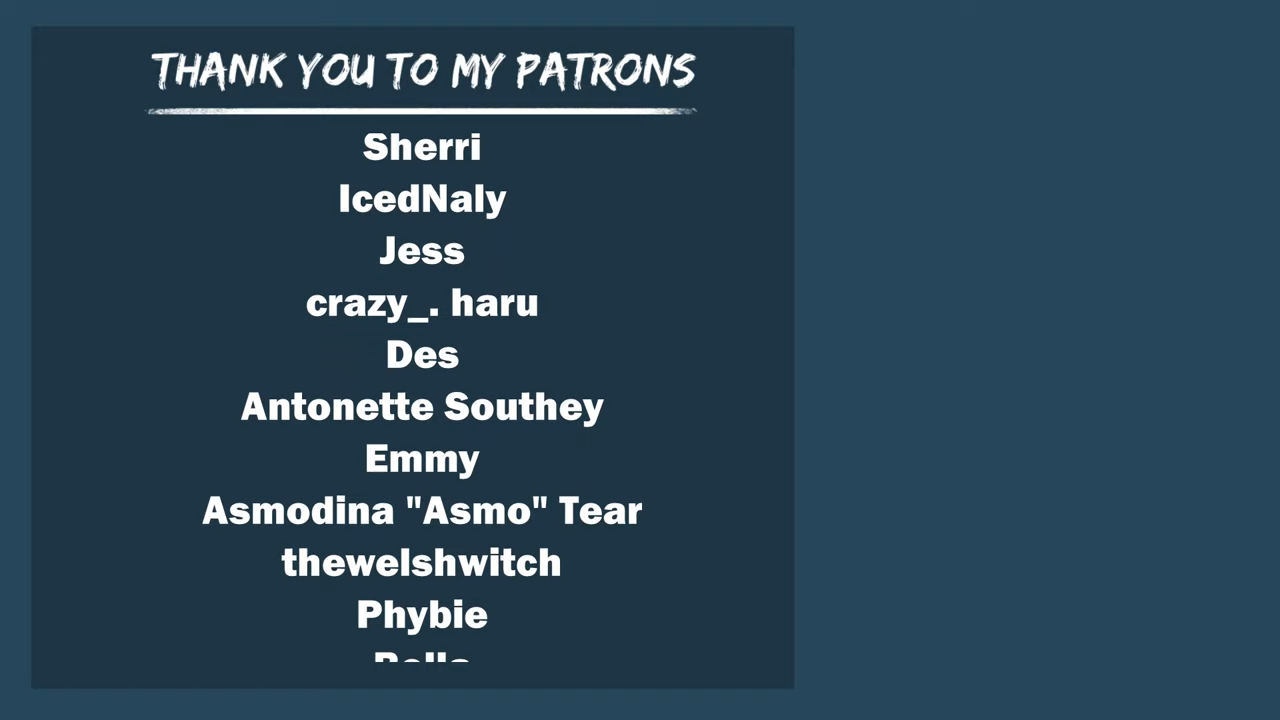 THANK YOU TO MY PATRONS
Sherri
IcedNaly
Jess
crazy_. haru
Des
Antonette Southey
Emmy
Asmodina "Asmo" Tear
thewelshwitch
Phybie